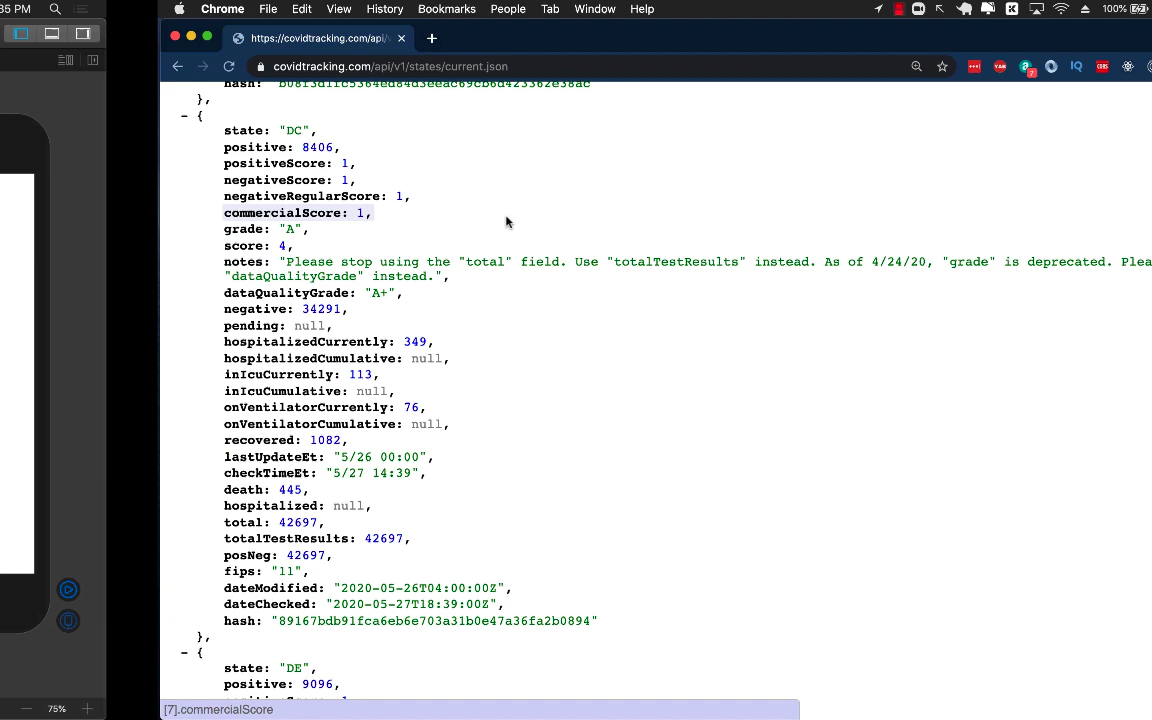 35 PM
Chrome File Edit View History Bookmarks People Tab Window Help 100%
https://covidtracking.com/api/
covidtracking.com/api/v1/states/current.json
hash: "b08f3d1fc5364ed84d3eeac69cb6d423362e38ac"
},
- {
state: "DC",
positive: 8406,
positiveScore: 1,
negativeScore: 1,
negativeRegularScore: 1,
commercialScore: 1,
grade: "A",
score: 4,
notes: "Please stop using the "total" field. Use "totalTestResults" instead. As of 4/24/20, "grade" is deprecated. Plea
"dataQualityGrade" instead.",
dataQualityGrade: "A+",
negative: 34291,
pending: null,
hospitalizedCurrently: 349,
hospitalizedCumulative: null,
inIcuCurrently: 113,
inIcuCumulative: null,
onVentilatorCurrently: 76,
onVentilatorCumulative: null,
recovered: 1082,
lastUpdateEt: "5/26 00:00",
checkTimeEt: "5/27 14:39",
death: 445,
hospitalized: null,
total: 42697,
totalTestResults: 42697,
posNeg: 42697,
fips: "11",
dateModified: "2020-05-26T04:00:00Z",
dateChecked: "2020-05-27T18:39:00Z",
hash: "89167bdb91fca6eb6e703a31b0e47a36fa2b0894"
},
- {
state: "DE",
positive: 9096,
75%
[7].commercialScore